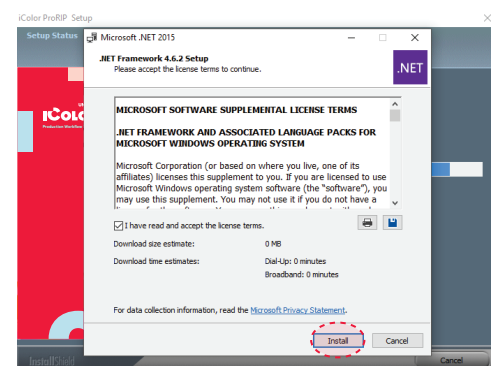 iColor ProRIP Setup
Setup Status
Microsoft .NET 2015
.NET Framework 4.6.2 Setup
Please accept the license terms to continue.
.NET
MICROSOFT SOFTWARE SUPPLEMENTAL LICENSE TERMS
.NET FRAMEWORK AND ASSOCIATED LANGUAGE PACKS FOR
MICROSOFT WINDOWS OPERATING SYSTEM
Microsoft Corporation (or based on where you live, one of its
affiliates) licenses this supplement to you. If you are licensed to use
Microsoft Windows operating system software (the "software"), you
may use this supplement. You may not use it if you do not have a
I have read and accept the license terms.
Download size estimate: 0 MB
Download time estimates: Dial-Up: 0 minutes
Broadband: 0 minutes
For data collection information, read the Microsoft Privacy Statement.
Install
Cancel
InstallShield
Cancel